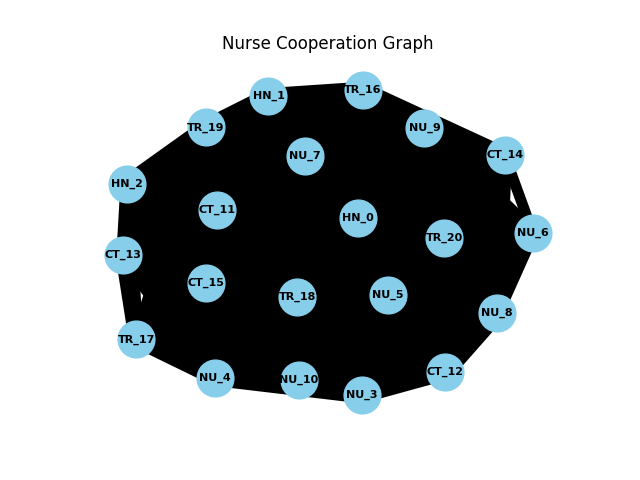 Nurse Cooperation Graph
TR_16
HN_1
TR_19
NU_9
CT_14
NU_7
HN_2
CT_11
HN_0
NU_6
TR_20
CT_13
CT_15
NU_5
TR_18
NU_8
TR_17
CT_12
NU_4
NU_10
NU_3